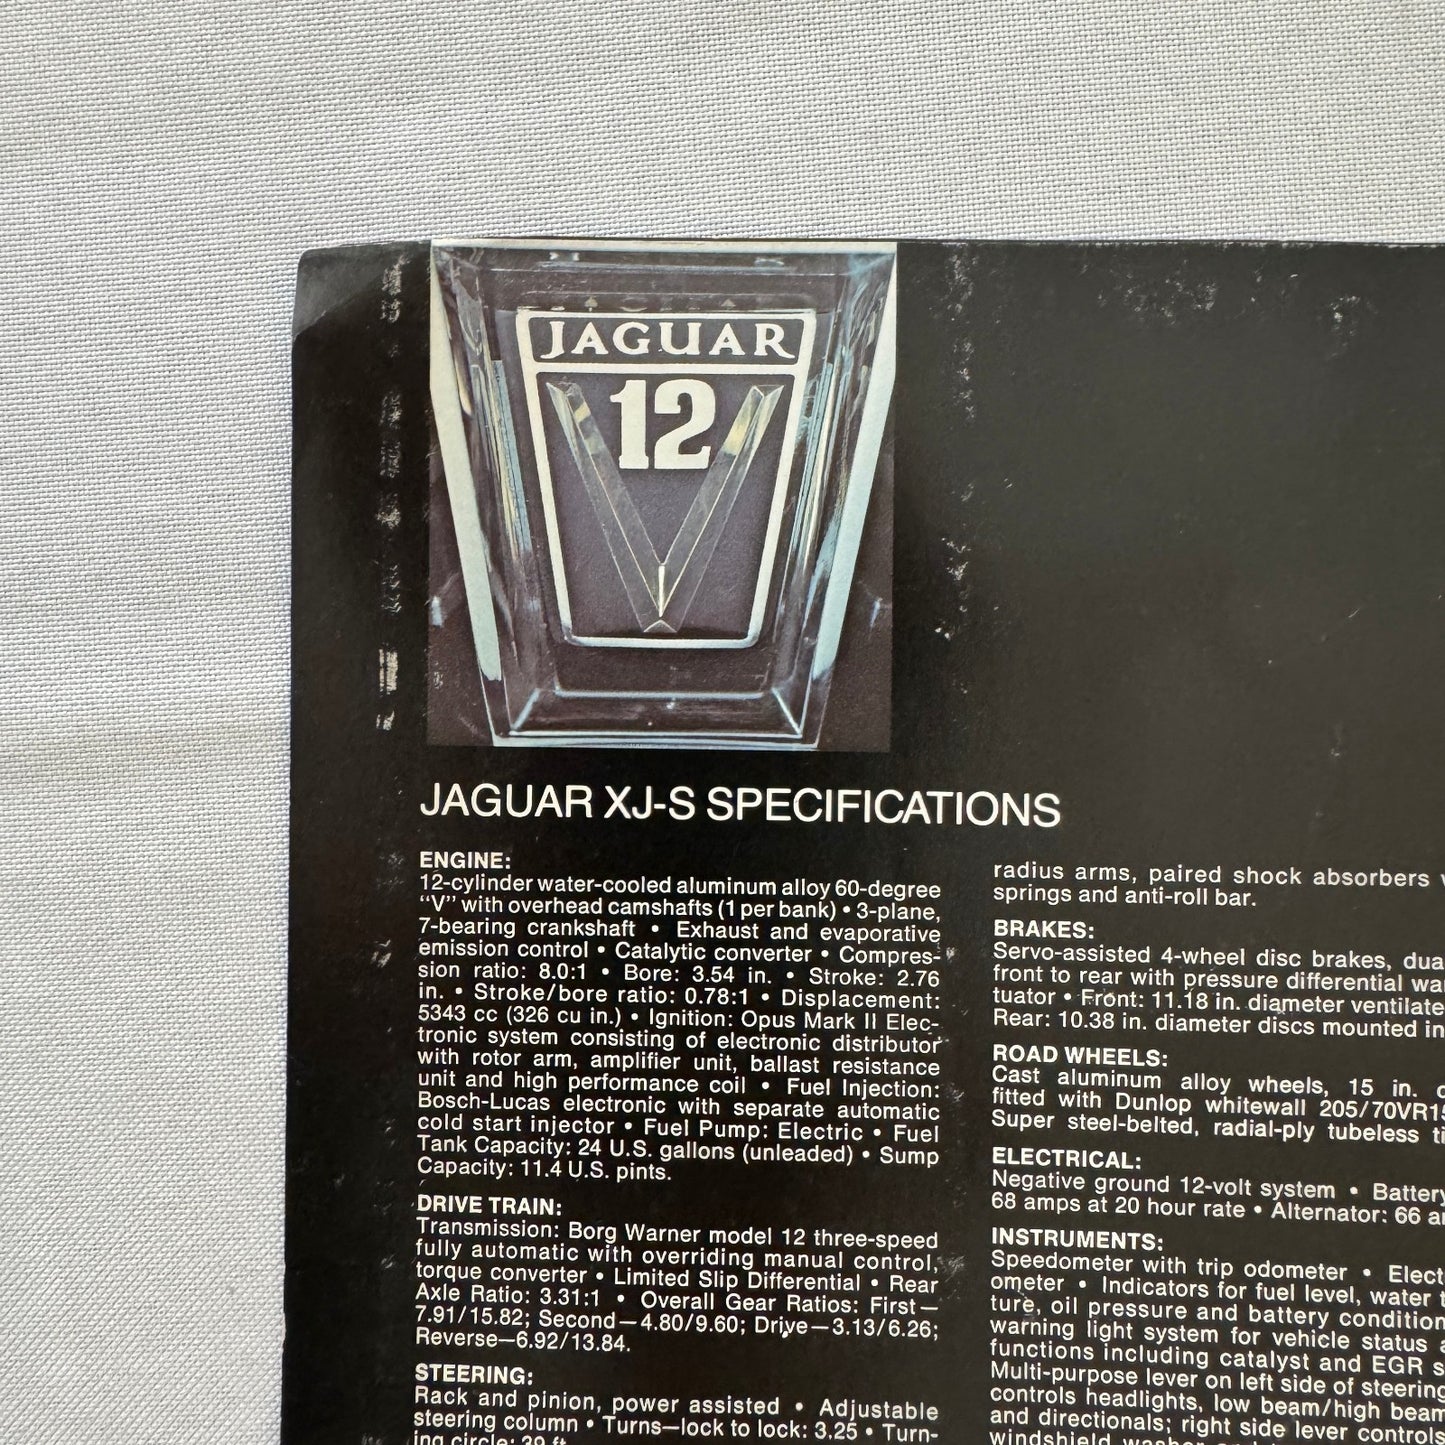 JAGUAR
12
JAGUAR XJ-S SPECIFICATIONS
ENGINE:
12-cylinder water-cooled aluminum alloy 60-degree
“V” with overhead camshafts (1 per bank) • 3-plane,
7-bearing crankshaft • Exhaust and evaporative
emission control • Catalytic converter • Compres-
sion ratio: 8.0:1 • Bore: 3.54 in. • Stroke: 2.76
in. • Stroke/bore ratio: 0.78:1 • Displacement:
5343 cc (326 cu in.) • Ignition: Opus Mark II Elec-
tronic system consisting of electronic distributor
with rotor arm, amplifier unit, ballast resistance
unit and high performance coil • Fuel Injection:
Bosch-Lucas electronic with separate automatic
cold start injector • Fuel Pump: Electric • Fuel
Tank Capacity: 24 U.S. gallons (unleaded) • Sump
Capacity: 11.4 U.S. pints.
DRIVE TRAIN:
Transmission: Borg Warner model 12 three-speed
fully automatic with overriding manual control,
torque converter • Limited Slip Differential • Rear
Axle Ratio: 3.31:1 • Overall Gear Ratios: First—
7.91/15.82; Second—4.80/9.60; Drive—3.13/6.26;
Reverse—6.92/13.84.
STEERING:
Rack and pinion, power assisted • Adjustable
steering column • Turns—lock to lock: 3.25 • Turn-
ing circle: 39 ft.
radius arms, paired shock absorbers
springs and anti-roll bar.
BRAKES:
Servo-assisted 4-wheel disc brakes,
front to rear with pressure differential
tuator • Front: 11.18 in. diameter
Rear: 10.38 in. diameter discs mounted in
ROAD WHEELS:
Cast aluminum alloy wheels, 15 in.
fitted with Dunlop whitewall 205/70VR15
Super steel-belted, radial-ply tubeless
ELECTRICAL:
Negative ground 12-volt system • Battery
68 amps at 20 hour rate • Alternator: 66
INSTRUMENTS:
Speedometer with trip odometer •
ometer • Indicators for fuel level, water
ture, oil pressure and battery condition
warning light system for vehicle status
functions including catalyst and EGR
Multi-purpose lever on left side of steering
controls headlights, low beam/high beam
and directionals; right side lever controls
windshield washer